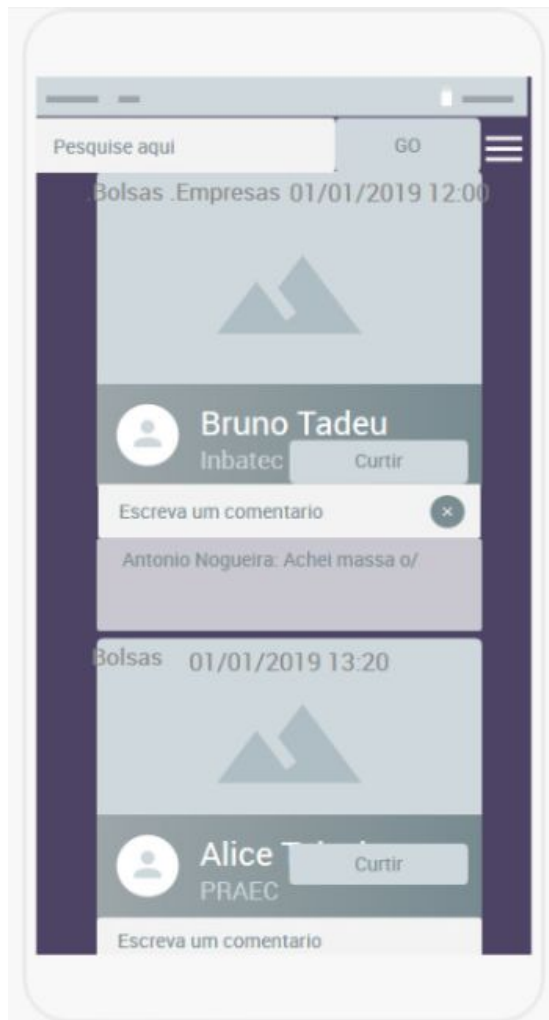 Pesquise aqui GO
.Bolsas .Empresas 01/01/2019 12:00
Bruno Tadeu
Inbatec Curtir
Escreva um comentario
Antonio Nogueira: Achei massa o/
Bolsas 01/01/2019 13:20
Alice
Curtir
PRAEC
Escreva um comentario